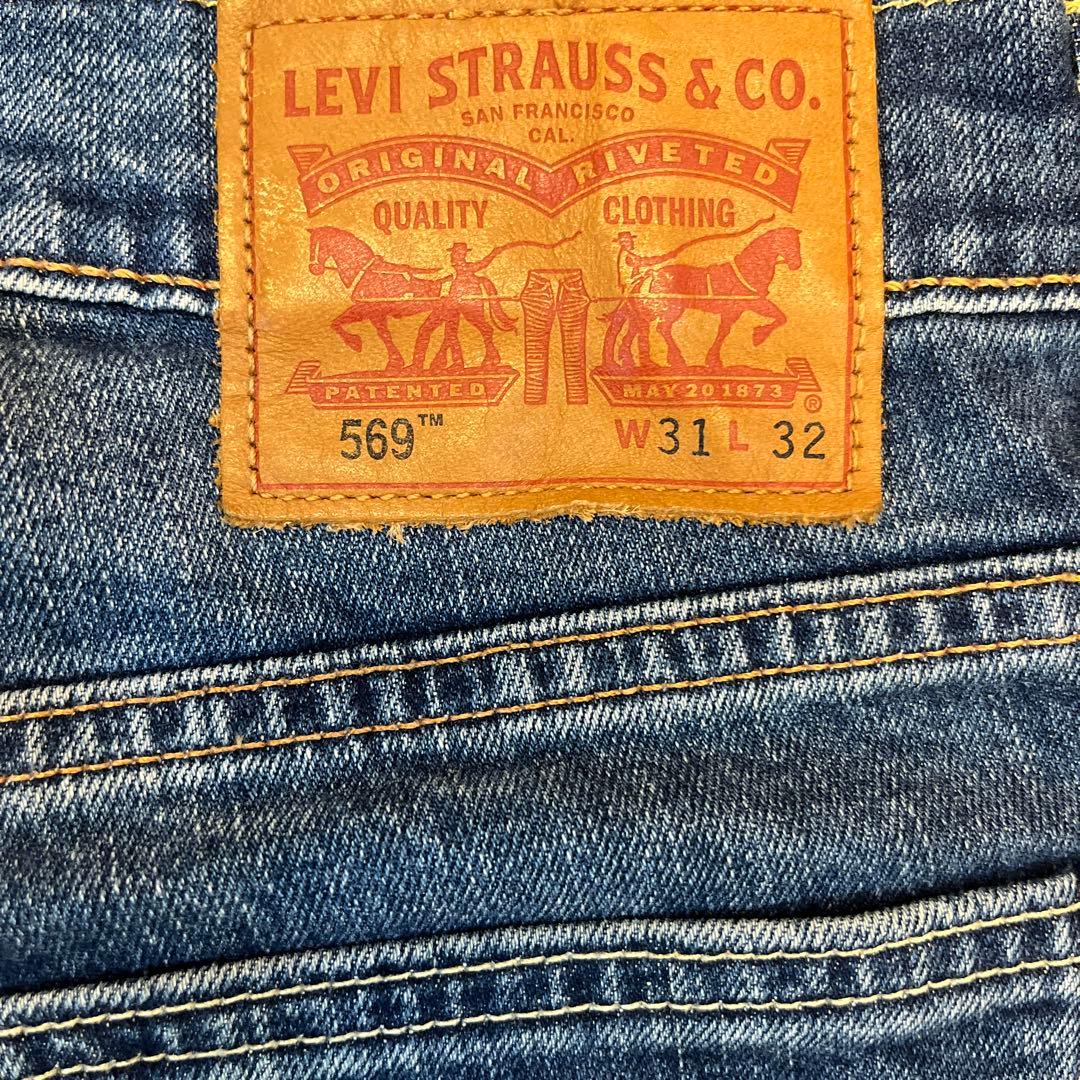 LEVI STRAUSS & CO.
SAN FRANCISCO
CAL.
ORIGINAL RIVETED
QUALITY CLOTHING
PATENTED MAY 20 1873 ®
569™ W31 L 32